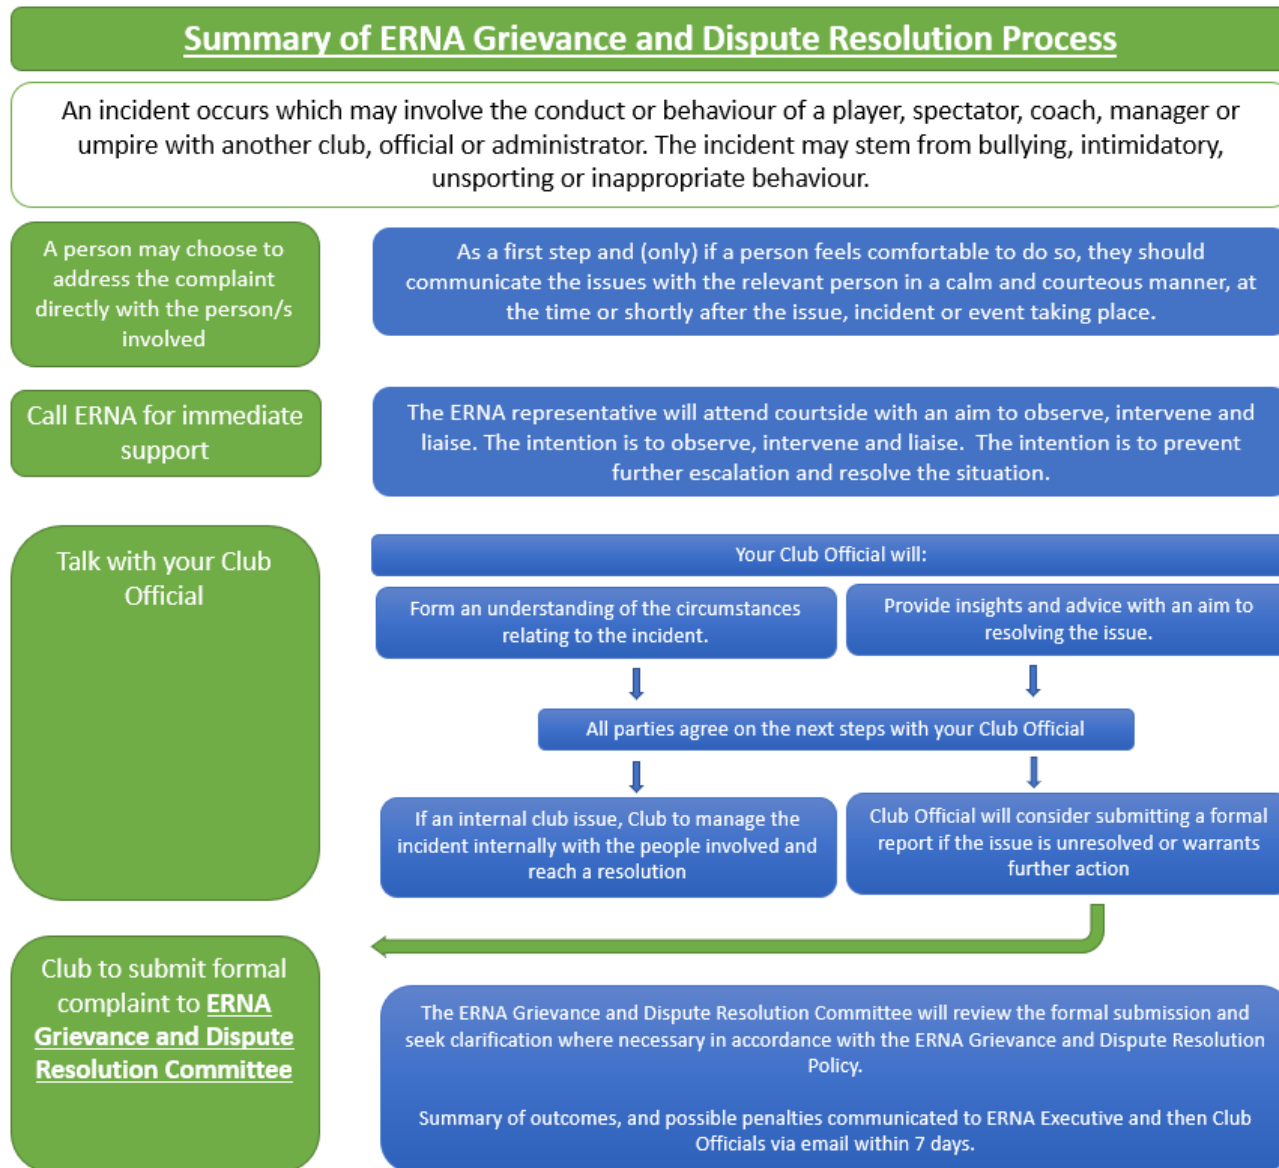 Summary of ERNA Grievance and Dispute Resolution Process
An incident occurs which may involve the conduct or behaviour of a player, spectator, coach, manager or
umpire with another club, official or administrator. The incident may stem from bullying, intimidatory,
unsporting or inappropriate behaviour.
A person may choose to
address the complaint
directly with the person/s
involved
As a first step and (only) if a person feels comfortable to do so, they should
communicate the issues with the relevant person in a calm and courteous manner, at
the time or shortly after the issue, incident or event taking place.
Call ERNA for immediate
support
The ERNA representative will attend courtside with an aim to observe, intervene and
liaise. The intention is to observe, intervene and liaise.  The intention is to prevent
further escalation and resolve the situation.
Talk with your Club
Official
Your Club Official will:
Form an understanding of the circumstances
relating to the incident.
Provide insights and advice with an aim to
resolving the issue.
All parties agree on the next steps with your Club Official
If an internal club issue, Club to manage the
incident internally with the people involved and
reach a resolution
Club Official will consider submitting a formal
report if the issue is unresolved or warrants
further action
Club to submit formal
complaint to ERNA
Grievance and Dispute
Resolution Committee
The ERNA Grievance and Dispute Resolution Committee will review the formal submission and
seek clarification where necessary in accordance with the ERNA Grievance and Dispute Resolution
Policy.
Summary of outcomes, and possible penalties communicated to ERNA Executive and then Club
Officials via email within 7 days.